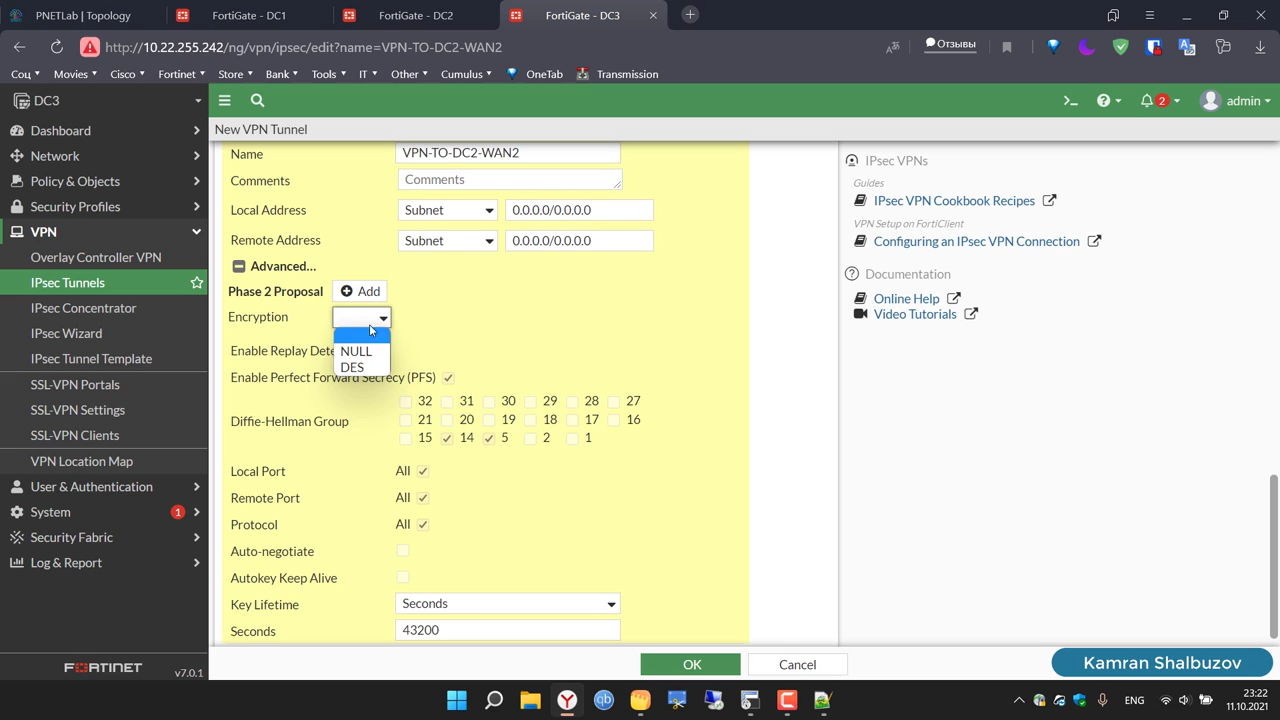 PNETLab | Topology
FortiGate - DC1
FortiGate - DC2
FortiGate - DC3
http://10.22.255.242/ng/vpn/ipsec/edit?name=VPN-TO-DC2-WAN2
Отзывы
Соц
Movies
Cisco
Fortinet
Store
Bank
Tools
IT
Other
Cumulus
OneTab
Transmission
DC3
2
admin
Dashboard
Network
Policy & Objects
Security Profiles
VPN
Overlay Controller VPN
IPsec Tunnels
IPsec Concentrator
IPsec Wizard
IPsec Tunnel Template
SSL-VPN Portals
SSL-VPN Settings
SSL-VPN Clients
VPN Location Map
User & Authentication
System
1
Security Fabric
Log & Report
FORTINET
v7.0.1
New VPN Tunnel
Name
VPN-TO-DC2-WAN2
Comments
Comments
Local Address
Subnet
0.0.0.0/0.0.0.0
Remote Address
Subnet
0.0.0.0/0.0.0.0
Advanced...
Phase 2 Proposal
Add
Encryption
NULL
DES
Enable Replay Dete
Enable Perfect Forward Secrecy (PFS)
Diffie-Hellman Group
32 31 30 29 28 27
21 20 19 18 17 16
15 14 5 2 1
Local Port
All
Remote Port
All
Protocol
All
Auto-negotiate
Autokey Keep Alive
Key Lifetime
Seconds
Seconds
43200
OK
Cancel
IPsec VPNs
Guides
IPsec VPN Cookbook Recipes
VPN Setup on FortiClient
Configuring an IPsec VPN Connection
Documentation
Online Help
Video Tutorials
Kamran Shalbuzov
ENG
23:22
11.10.2021